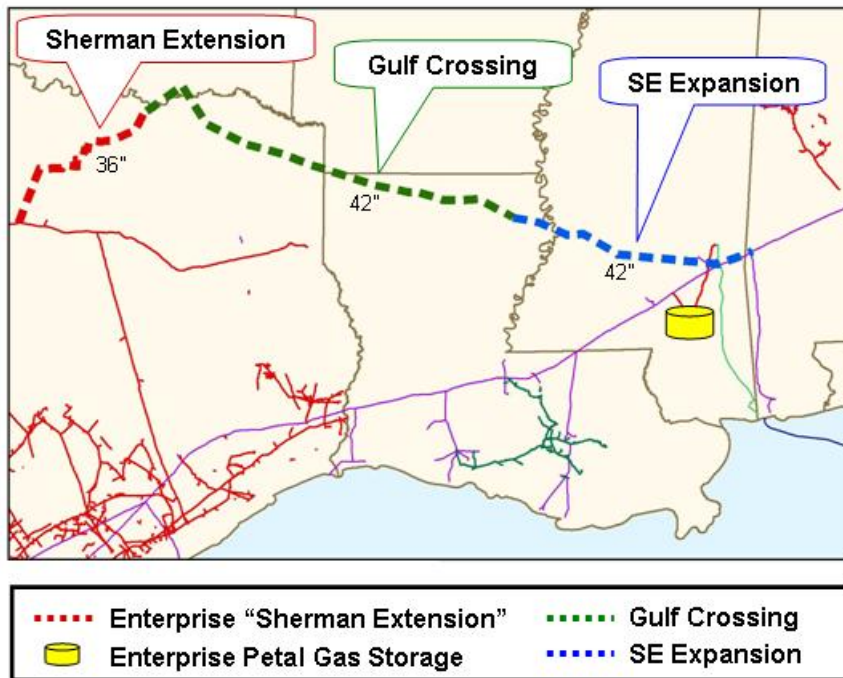 Sherman Extension
Gulf Crossing
SE Expansion
36"
42"
42"
Enterprise “Sherman Extension”
Gulf Crossing
Enterprise Petal Gas Storage
SE Expansion